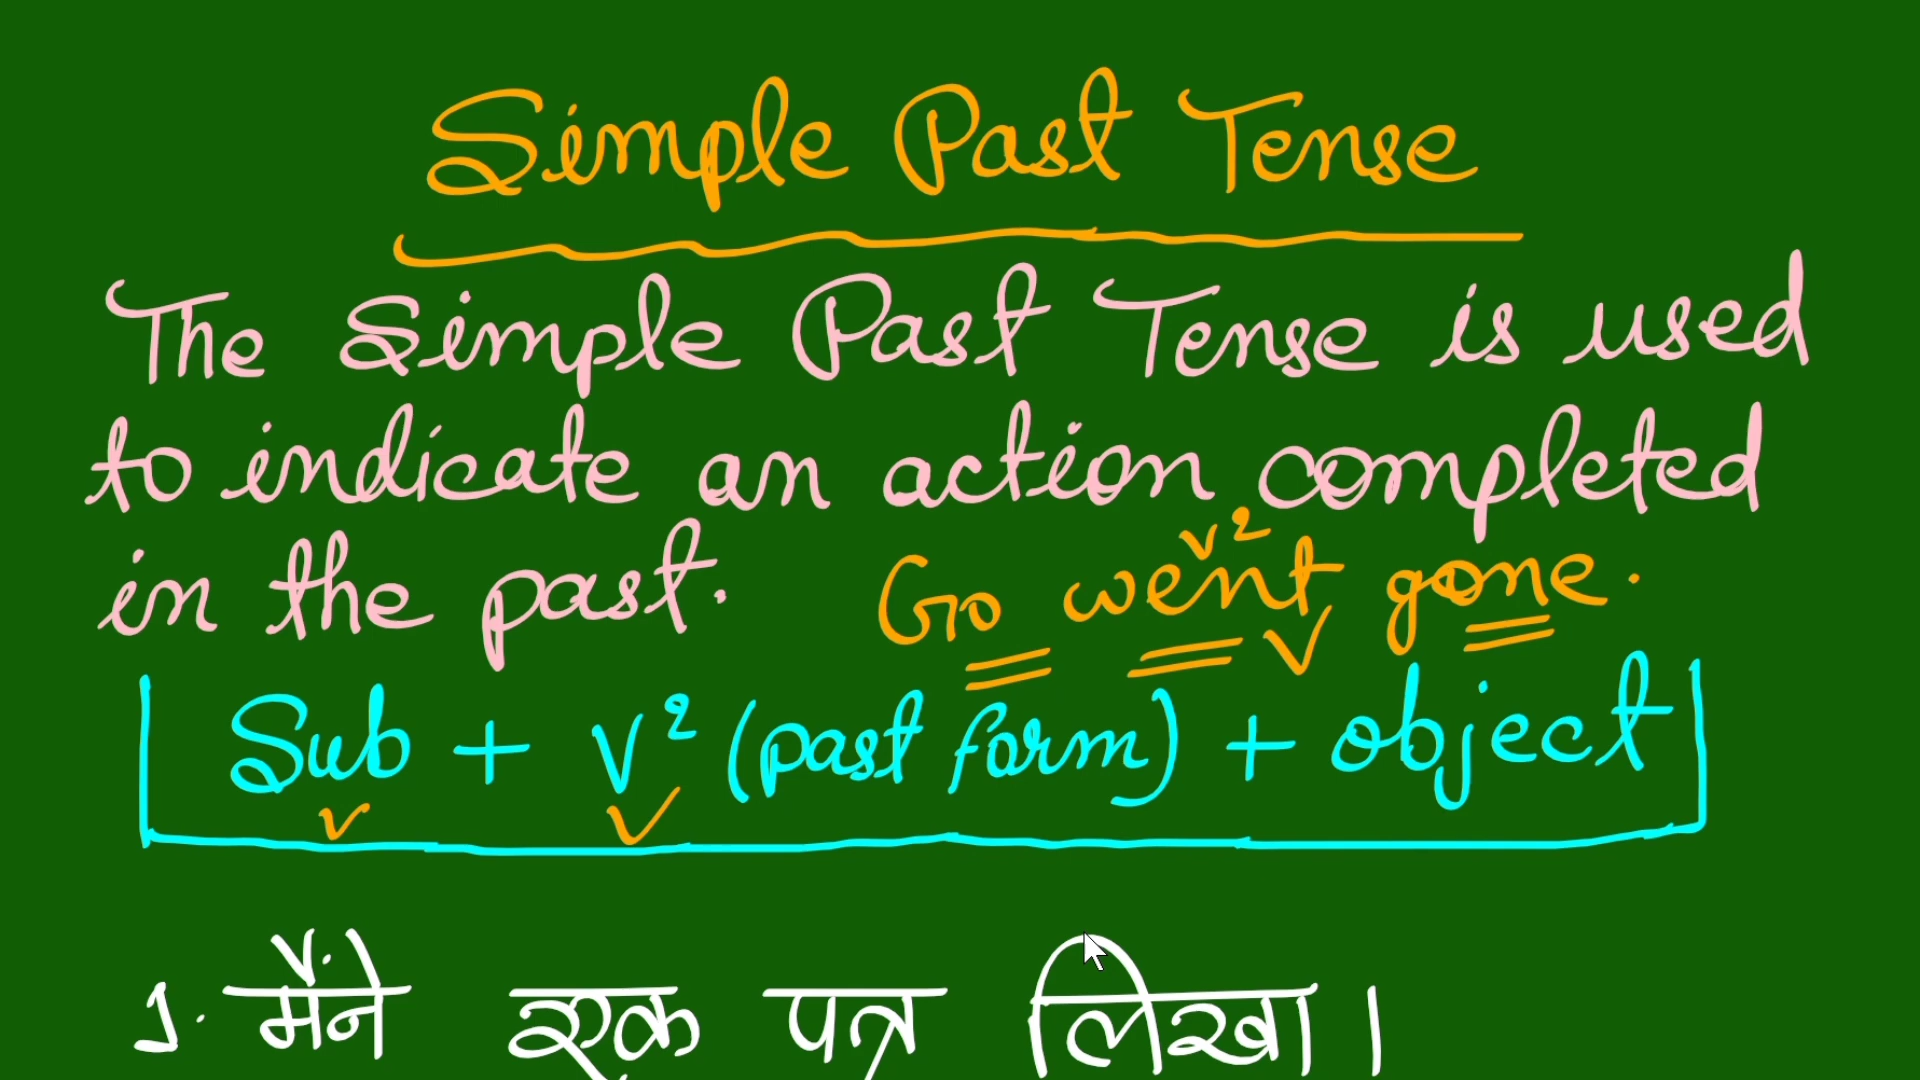 Simple Past Tense
The Simple Past Tense is used
to indicate an action completed
in the past. Go went gone.
V²
Sub + V² (past form) + object
1. मैंने एक पत्र लिखा।